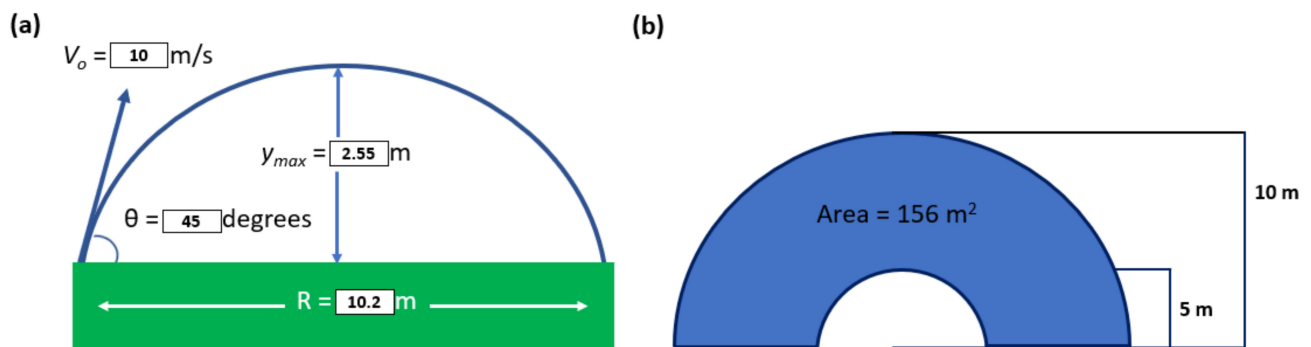 (a)
Vo = 10 m/s
ymax = 2.55 m
θ = 45 degrees
R = 10.2 m
(b)
Area = 156 m²
10 m
5 m